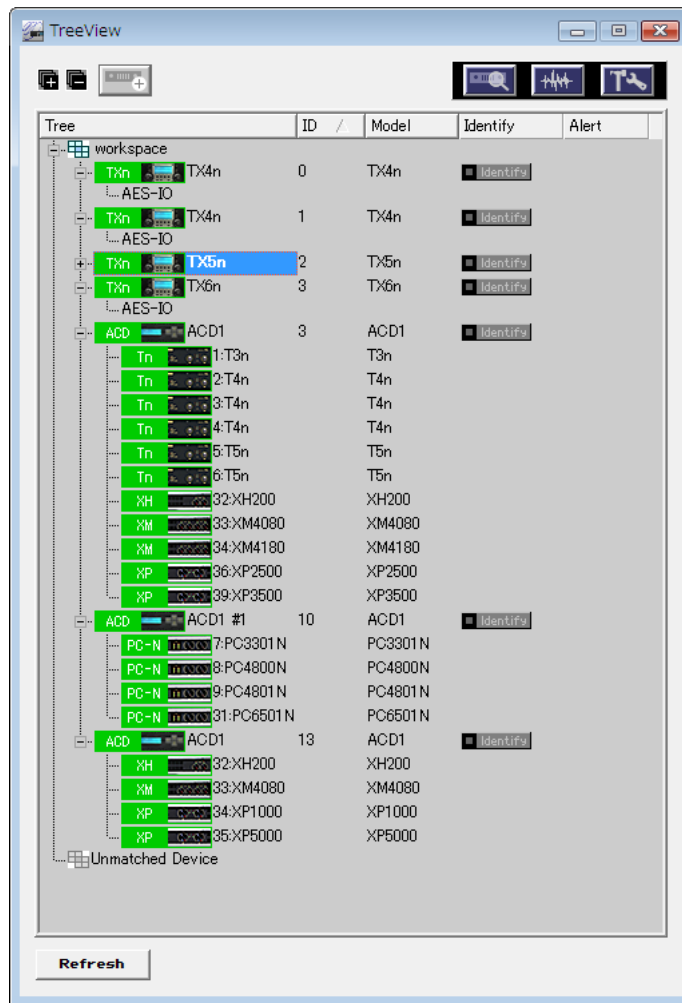 TreeView
Tree ID Model Identify Alert
workspace
TXn TX4n 0 TX4n Identify
AES-IO
TXn TX4n 1 TX4n Identify
AES-IO
TXn TX5n 2 TX5n Identify
TXn TX6n 3 TX6n Identify
AES-IO
ACD ACD1 3 ACD1 Identify
Tn 1:T3n T3n
Tn 2:T4n T4n
Tn 3:T4n T4n
Tn 4:T4n T4n
Tn 5:T5n T5n
Tn 6:T5n T5n
XH 32:XH200 XH200
XM 33:XM4080 XM4080
XM 34:XM4180 XM4180
XP 36:XP2500 XP2500
XP 39:XP3500 XP3500
ACD ACD1 #1 10 ACD1 Identify
PC-N 7:PC3301N PC3301N
PC-N 8:PC4800N PC4800N
PC-N 9:PC4801N PC4801N
PC-N 31:PC6501N PC6501N
ACD ACD1 13 ACD1 Identify
XH 32:XH200 XH200
XM 33:XM4080 XM4080
XP 34:XP1000 XP1000
XP 35:XP5000 XP5000
Unmatched Device
Refresh